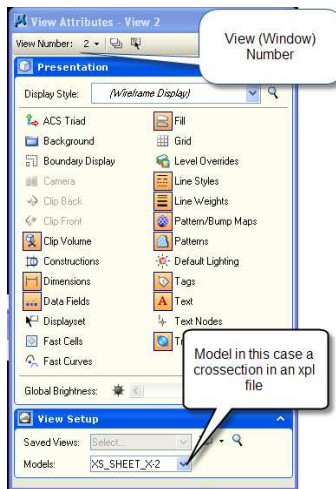 View Attributes - View 2
View Number: 2
View (Window)
Number
Presentation
Display Style: (Wireframe Display)
ACS Triad
Fill
Background
Grid
Boundary Display
Level Overrides
Camera
Line Styles
Clip Back
Line Weights
Clip Front
Pattern/Bump Maps
Clip Volume
Patterns
Constructions
Default Lighting
Dimensions
Tags
Data Fields
Text
Displayset
Text Nodes
Fast Cells
Fast Curves
Model in this case a
crossection in an xpl
file
Global Brightness:
View Setup
Saved Views: Select...
Models: XS_SHEET_X-2